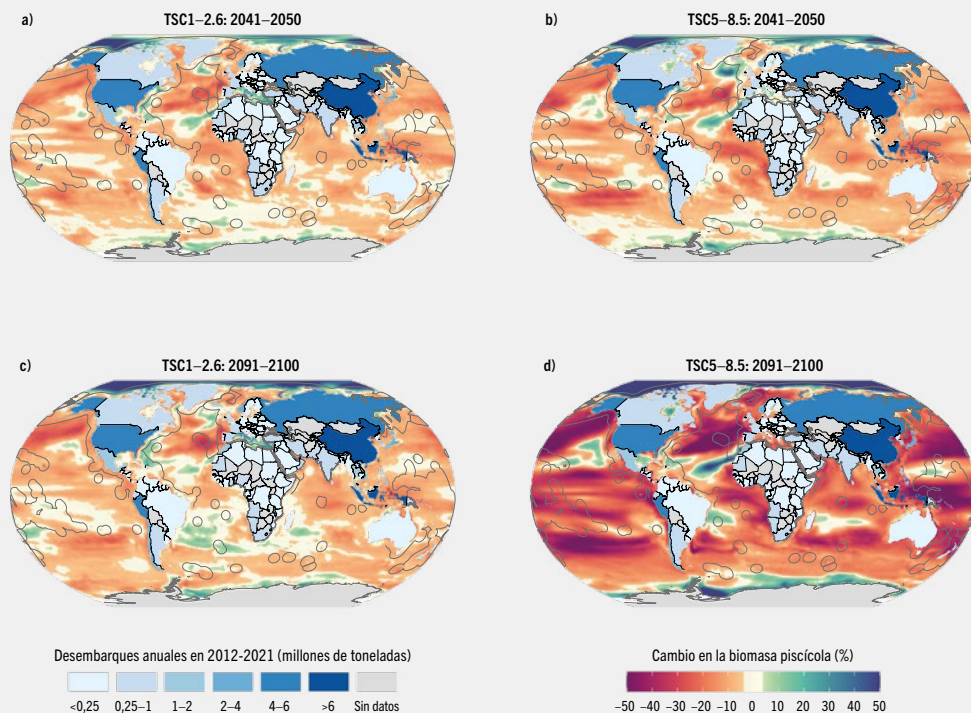 a)
TSC1–2.6: 2041–2050
b)
TSC5–8.5: 2041–2050
c)
TSC1–2.6: 2091–2100
d)
TSC5–8.5: 2091–2100
Desembarques anuales en 2012-2021 (millones de toneladas)
<0,25 0,25–1 1–2 2–4 4–6 >6 Sin datos
Cambio en la biomasa piscícola (%)
–50 –40 –30 –20 –10 0 10 20 30 40 50